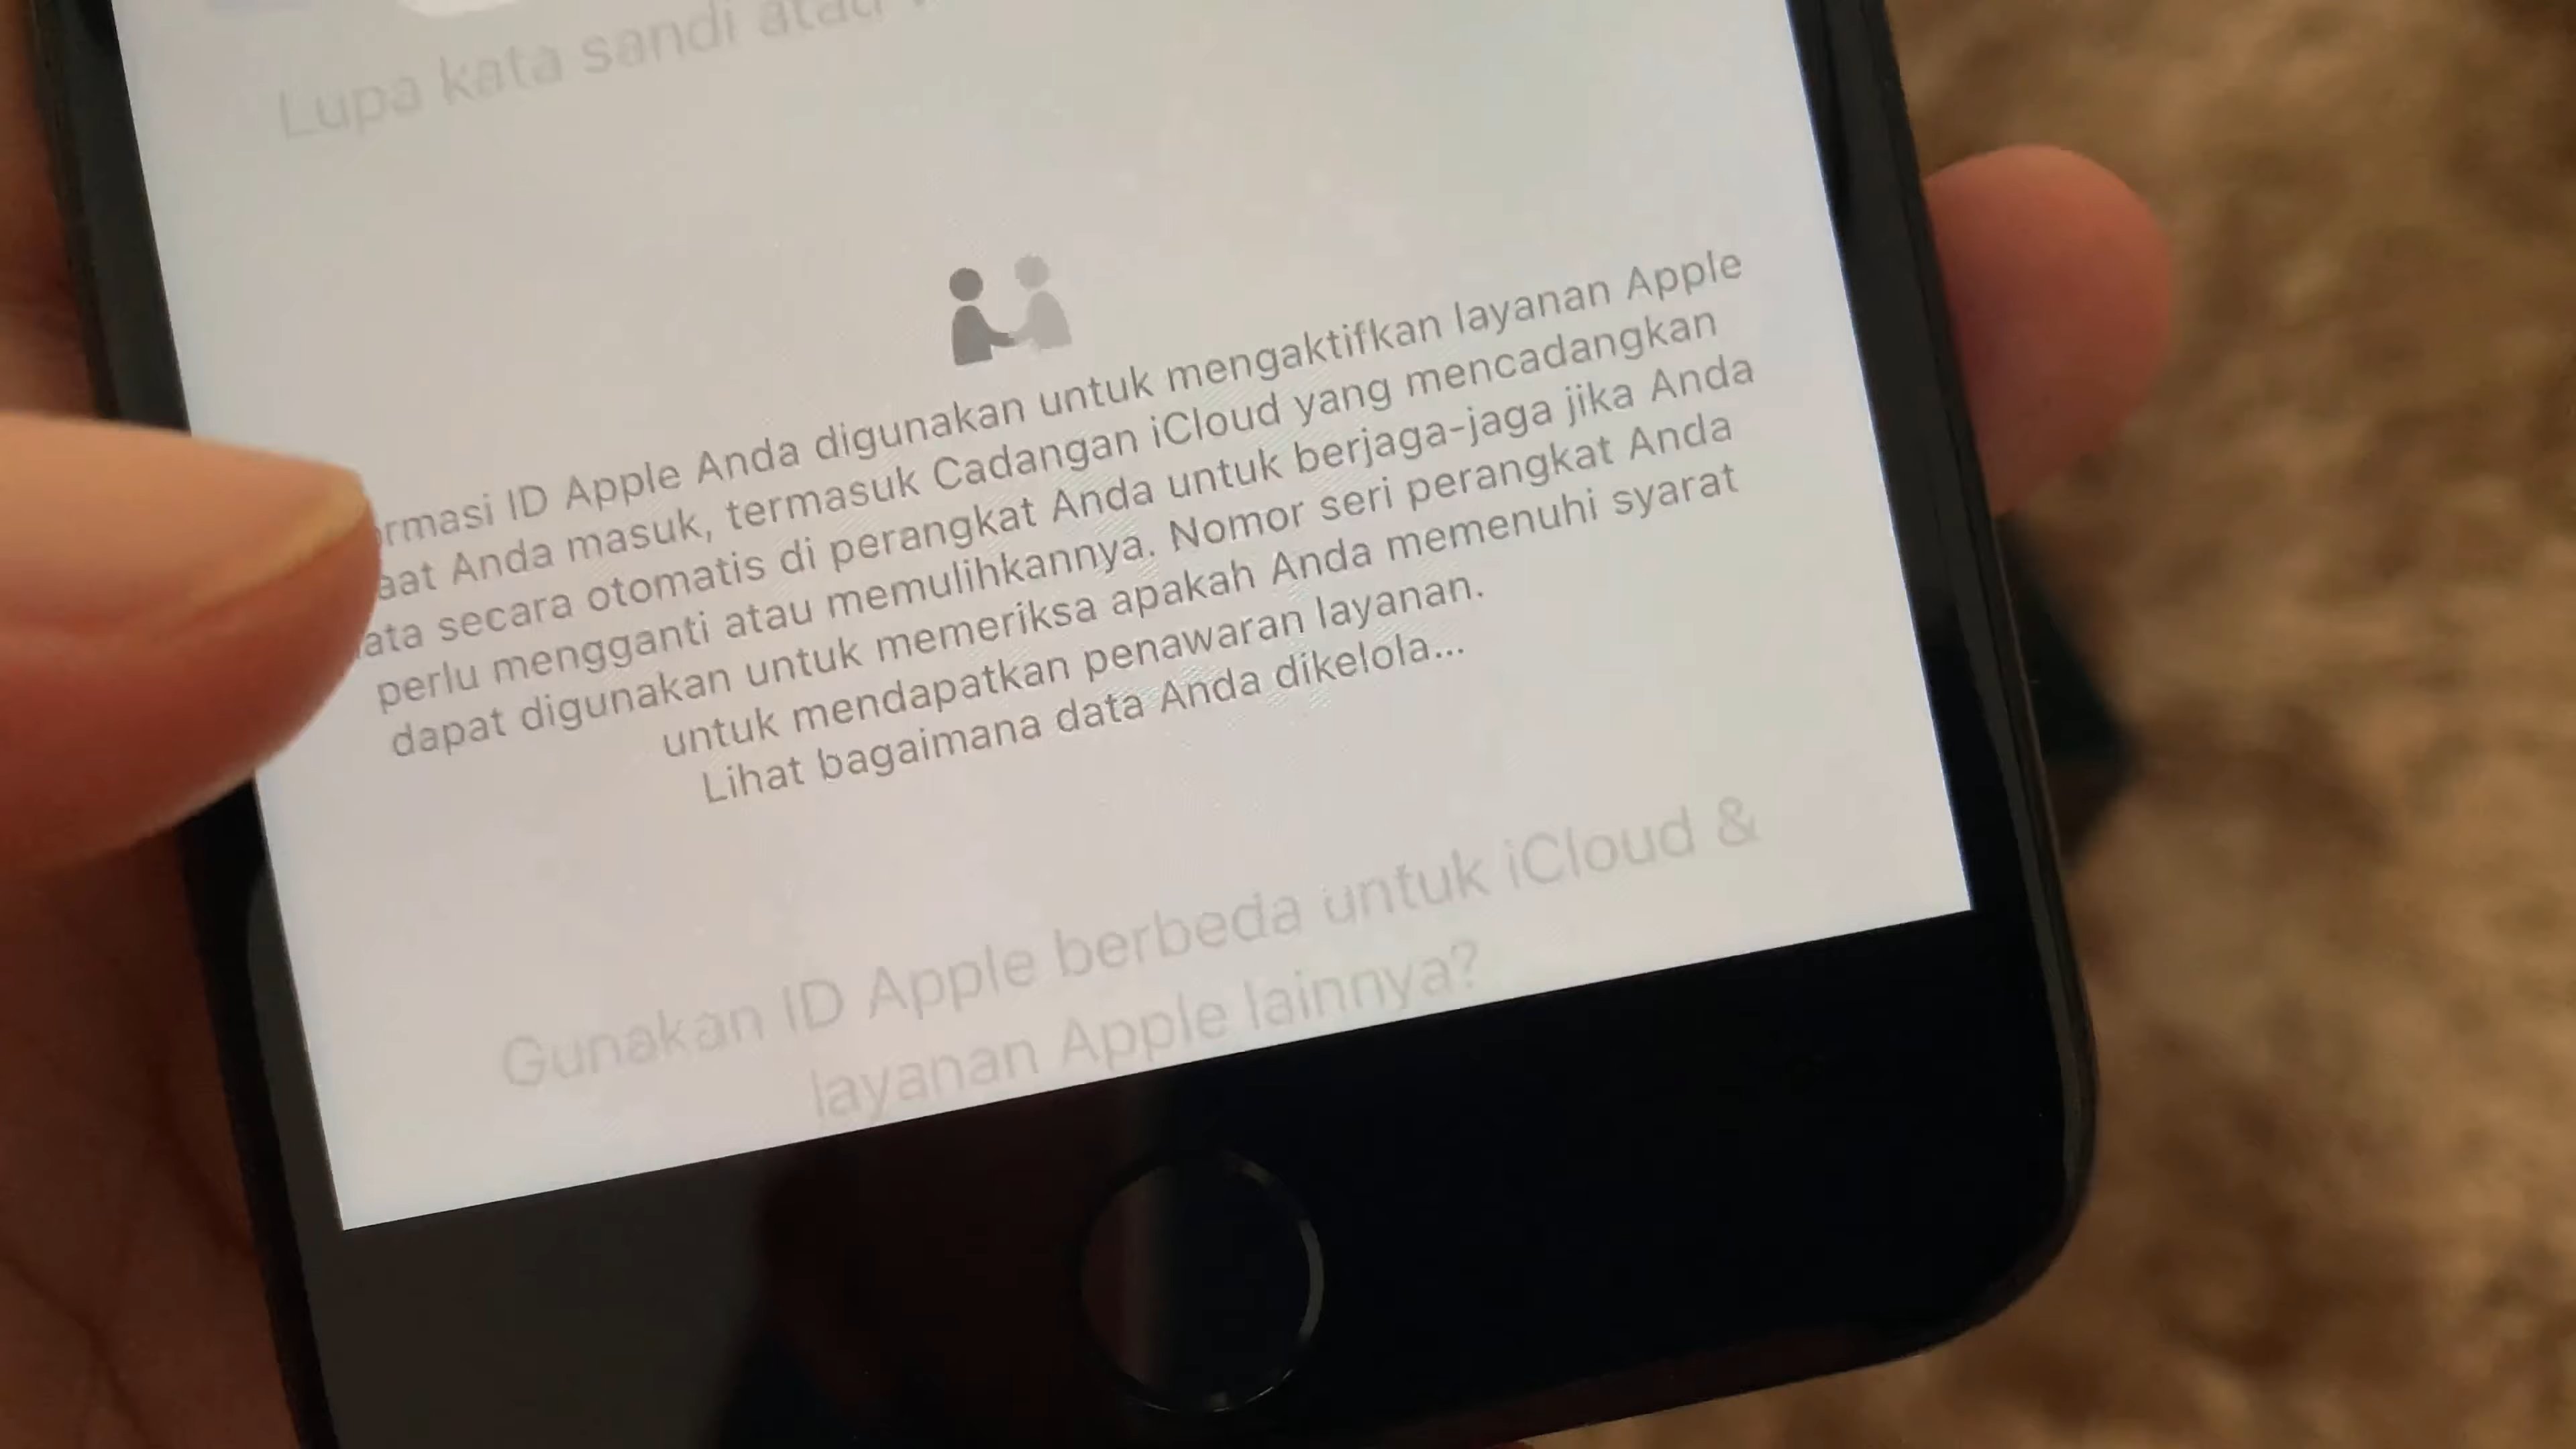 Lupa kata sandi atau
ormasi ID Apple Anda digunakan untuk mengaktifkan layanan Apple
aat Anda masuk, termasuk Cadangan iCloud yang mencadangkan
ata secara otomatis di perangkat Anda untuk berjaga-jaga jika Anda
perlu mengganti atau memulihkannya. Nomor seri perangkat Anda
dapat digunakan untuk memeriksa apakah Anda memenuhi syarat
untuk mendapatkan penawaran layanan.
Lihat bagaimana data Anda dikelola...
Gunakan ID Apple berbeda untuk iCloud &
layanan Apple lainnya?